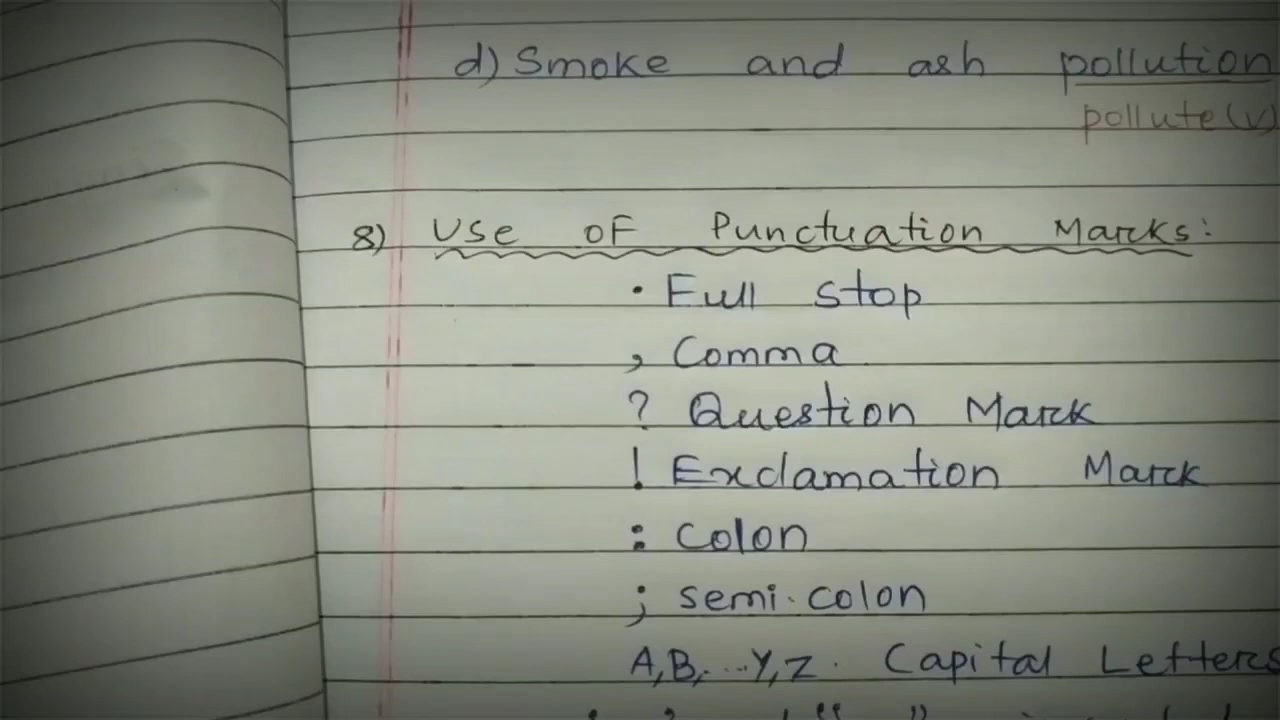 d) Smoke and ash pollution
pollute(v)
8) Use of Punctuation Marks:
. Full stop
, Comma
? Question Mark
! Exclamation Mark
: Colon
; semi-colon
A,B,...Y,Z. Capital Letters